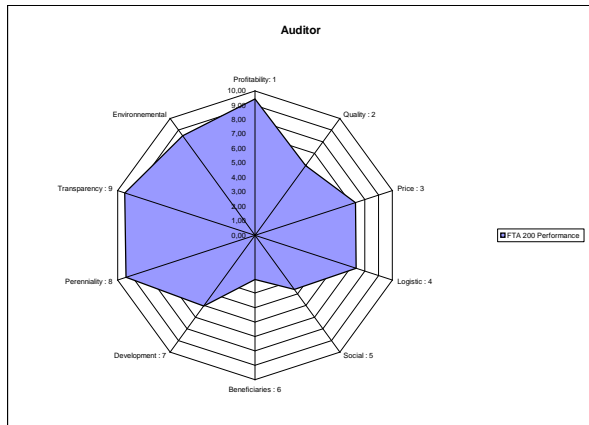 Auditor
Profitability: 1
Quality : 2
Price : 3
Logistic : 4
Social : 5
Beneficiaries : 6
Development : 7
Perenniality : 8
Transparency : 9
Environnemental
10,00
9,00
8,00
7,00
6,00
5,00
4,00
3,00
2,00
1,00
0,00
FTA 200 Performance